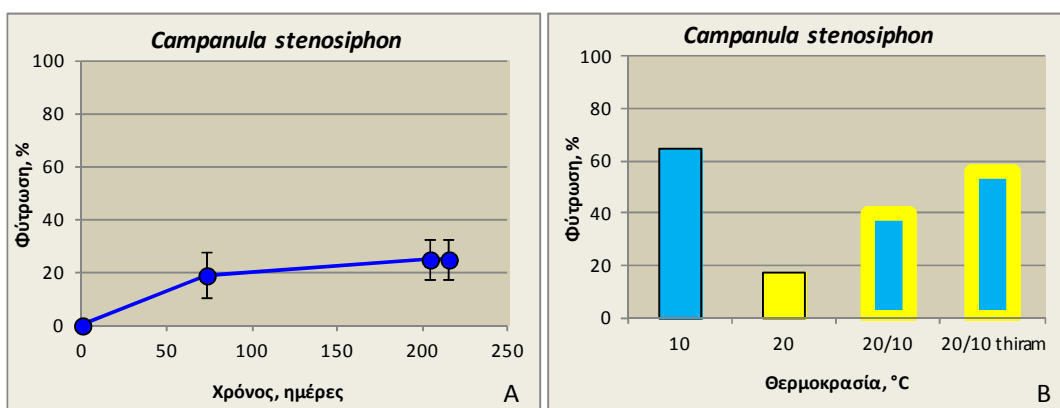 Campanula stenosiphon
100
80
60
40
20
0
Φύτρωση, %
0 50 100 150 200 250
Χρόνος, ημέρες
A
Campanula stenosiphon
100
80
60
40
20
0
Φύτρωση, %
10 20 20/10 20/10 thiram
Θερμοκρασία, °C
B